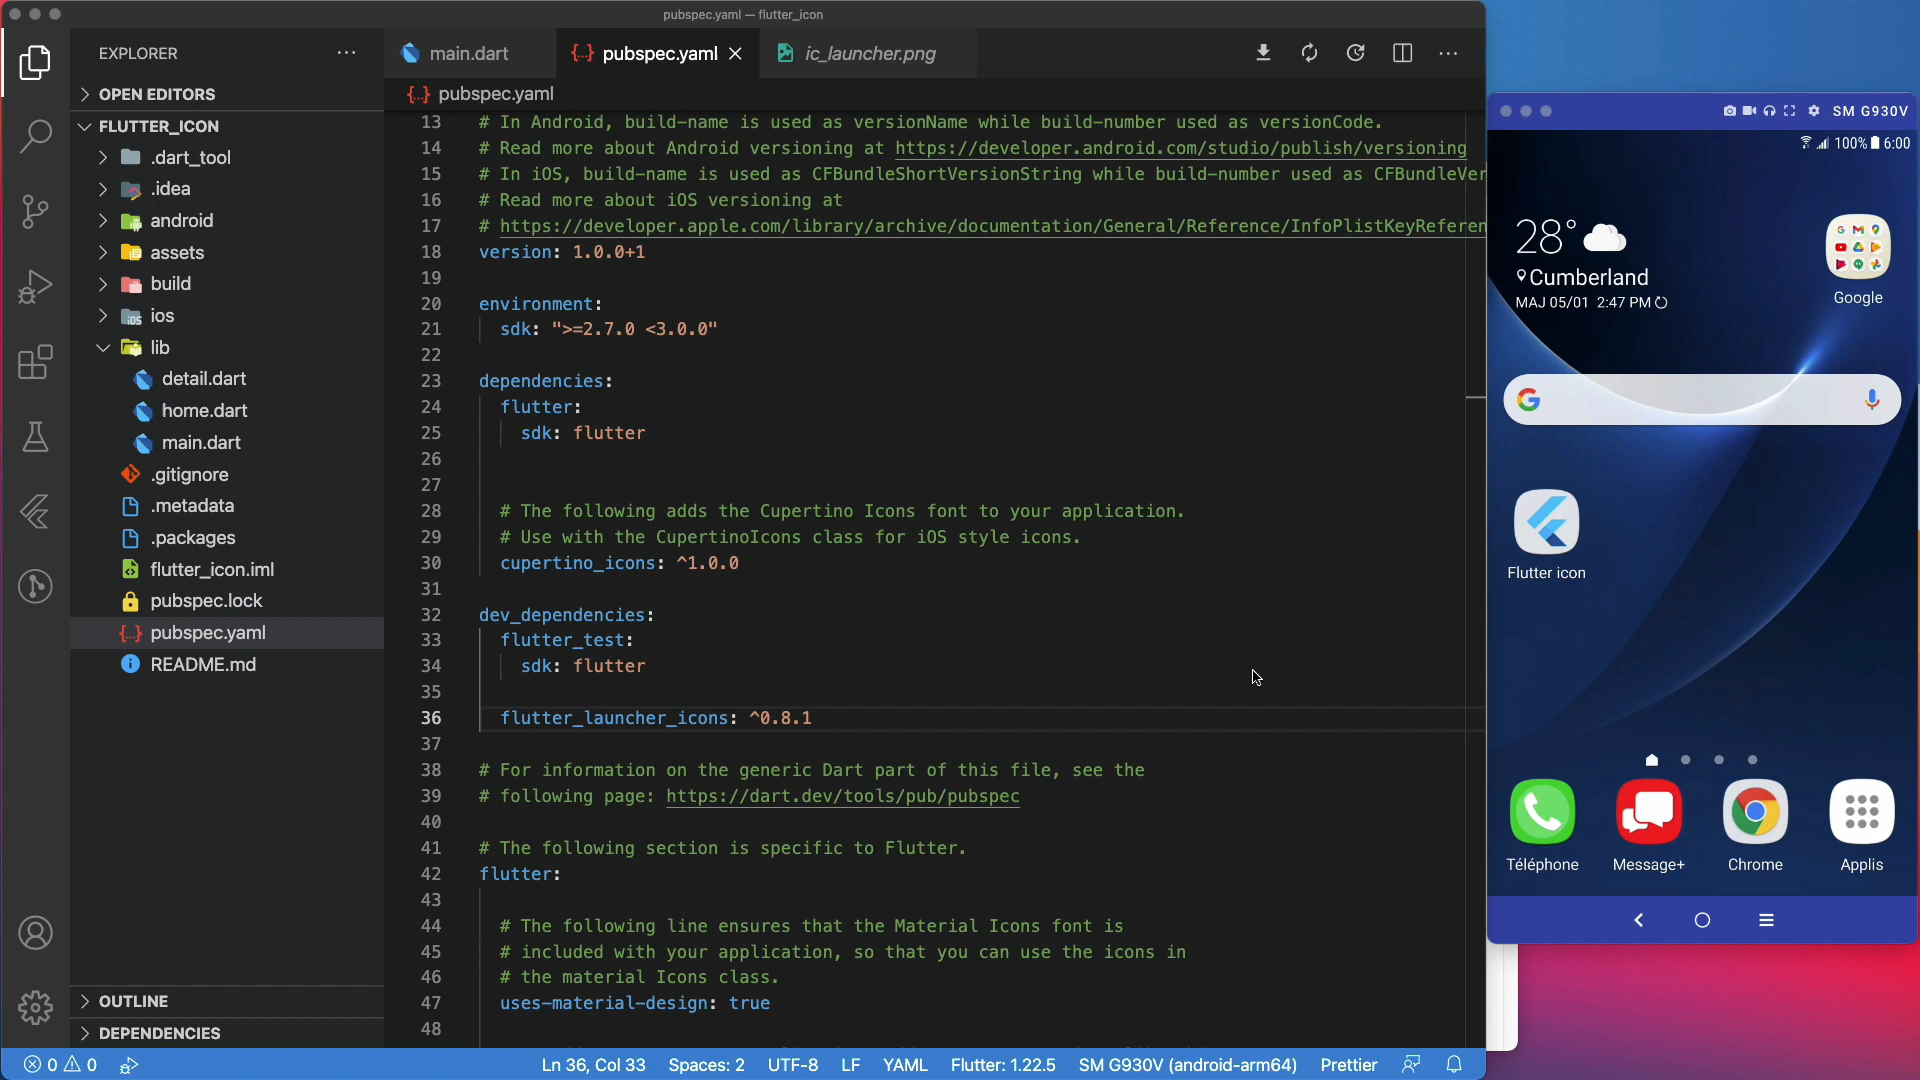 pubspec.yaml — flutter_icon
EXPLORER
OPEN EDITORS
FLUTTER_ICON
.dart_tool
.idea
android
assets
build
ios
lib
detail.dart
home.dart
main.dart
.gitignore
.metadata
.packages
flutter_icon.iml
pubspec.lock
pubspec.yaml
README.md
OUTLINE
DEPENDENCIES
main.dart
pubspec.yaml
ic_launcher.png
pubspec.yaml
13 # In Android, build-name is used as versionName while build-number used as versionCode.
14 # Read more about Android versioning at https://developer.android.com/studio/publish/versioning
15 # In iOS, build-name is used as CFBundleShortVersionString while build-number used as CFBundleVer
16 # Read more about iOS versioning at
17 # https://developer.apple.com/library/archive/documentation/General/Reference/InfoPlistKeyReferen
18 version: 1.0.0+1
19
20 environment:
21 sdk: ">=2.7.0 <3.0.0"
22
23 dependencies:
24 flutter:
25 sdk: flutter
26
27
28 # The following adds the Cupertino Icons font to your application.
29 # Use with the CupertinoIcons class for iOS style icons.
30 cupertino_icons: ^1.0.0
31
32 dev_dependencies:
33 flutter_test:
34 sdk: flutter
35
36 flutter_launcher_icons: ^0.8.1
37
38 # For information on the generic Dart part of this file, see the
39 # following page: https://dart.dev/tools/pub/pubspec
40
41 # The following section is specific to Flutter.
42 flutter:
43
44 # The following line ensures that the Material Icons font is
45 # included with your application, so that you can use the icons in
46 # the material Icons class.
47 uses-material-design: true
48
0 0
Ln 36, Col 33
Spaces: 2
UTF-8
LF
YAML
Flutter: 1.22.5
SM G930V (android-arm64)
Prettier
SM G930V
100% 6:00
28°
Cumberland
MAJ 05/01 2:47 PM
Google
Flutter icon
Téléphone
Message+
Chrome
Applis